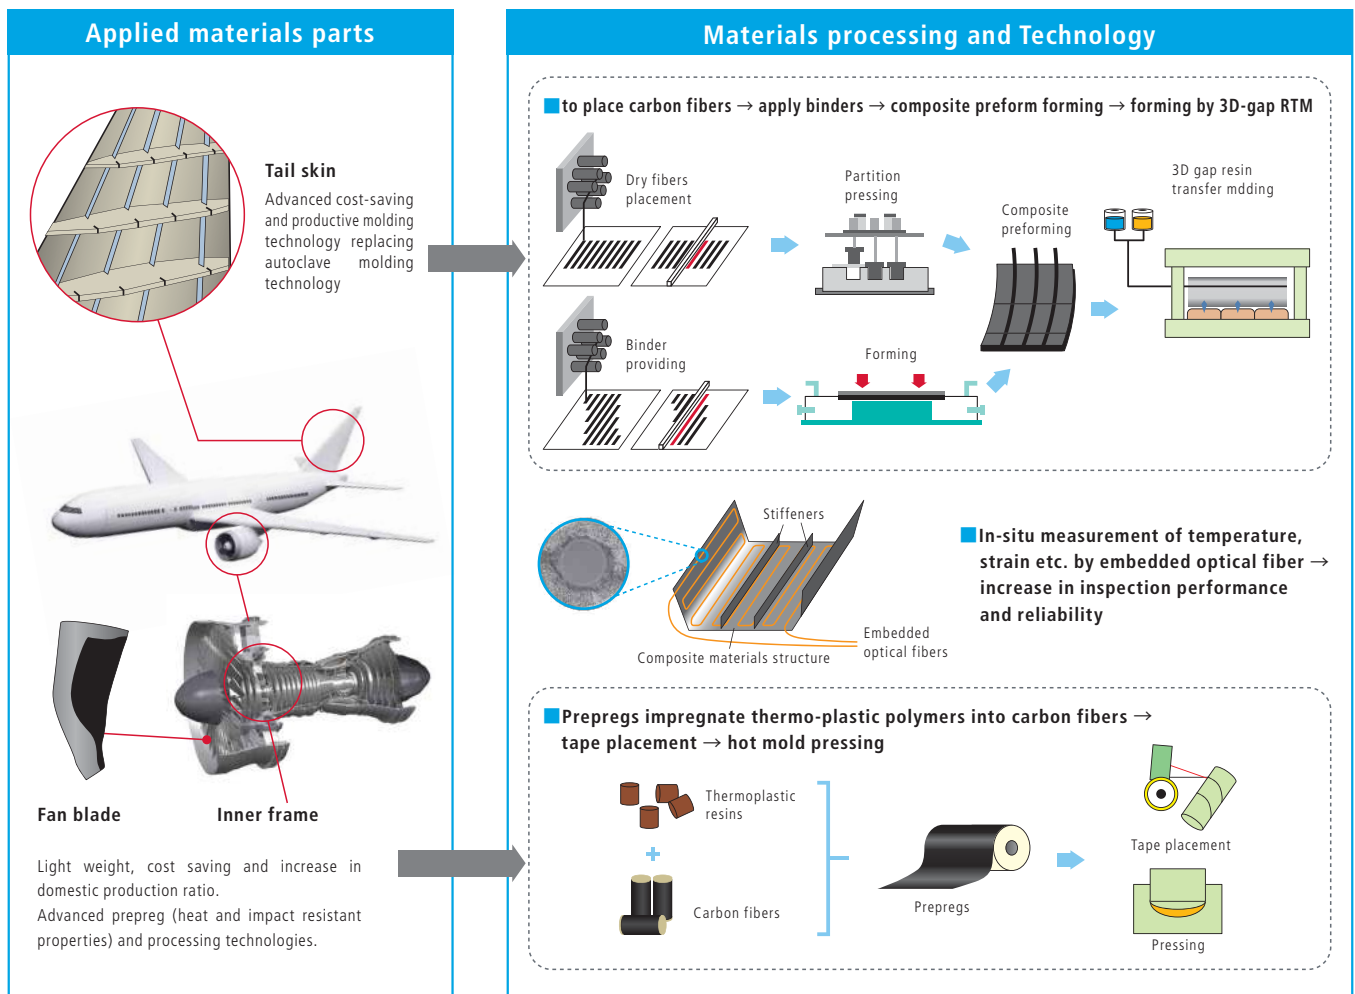 Applied materials parts
Tail skin
Advanced cost-saving
and productive molding
technology replacing
autoclave molding
technology
Fan blade
Inner frame
Light weight, cost saving and increase in
domestic production ratio.
Advanced prepreg (heat and impact resistant
properties) and processing technologies.
Materials processing and Technology
to place carbon fibers → apply binders → composite preform forming → forming by 3D-gap RTM
Dry fibers
placement
Partition
pressing
Composite
preforming
3D gap resin
transfer mdding
Binder
providing
Forming
Stiffeners
Composite materials structure
Embedded
optical fibers
In-situ measurement of temperature,
strain etc. by embedded optical fiber →
increase in inspection performance
and reliability
Prepregs impregnate thermo-plastic polymers into carbon fibers →
tape placement → hot mold pressing
Thermoplastic
resins
+
Carbon fibers
Prepregs
Tape placement
Pressing